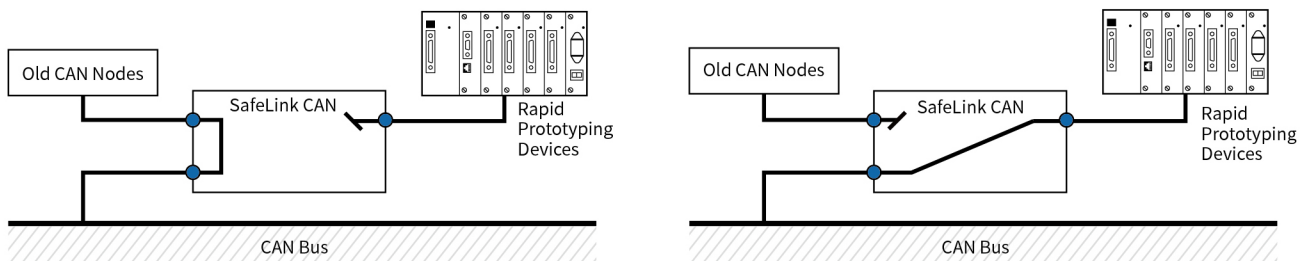 Old CAN Nodes
SafeLink CAN
Rapid
Prototyping
Devices
CAN Bus
Old CAN Nodes
SafeLink CAN
Rapid
Prototyping
Devices
CAN Bus